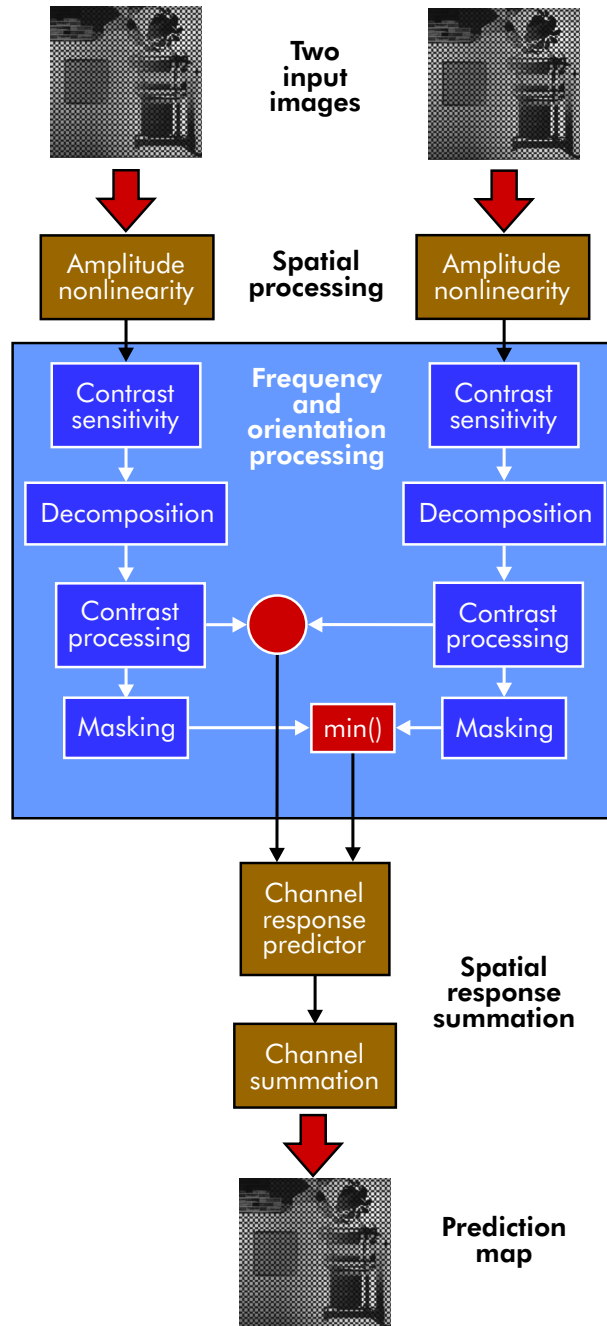 Two
input
images
Amplitude
nonlinearity
Spatial
processing
Amplitude
nonlinearity
Contrast
sensitivity
Frequency
and
orientation
processing
Contrast
sensitivity
Decomposition
Decomposition
Contrast
processing
Contrast
processing
Masking
min()
Masking
Channel
response
predictor
Spatial
response
summation
Channel
summation
Prediction
map